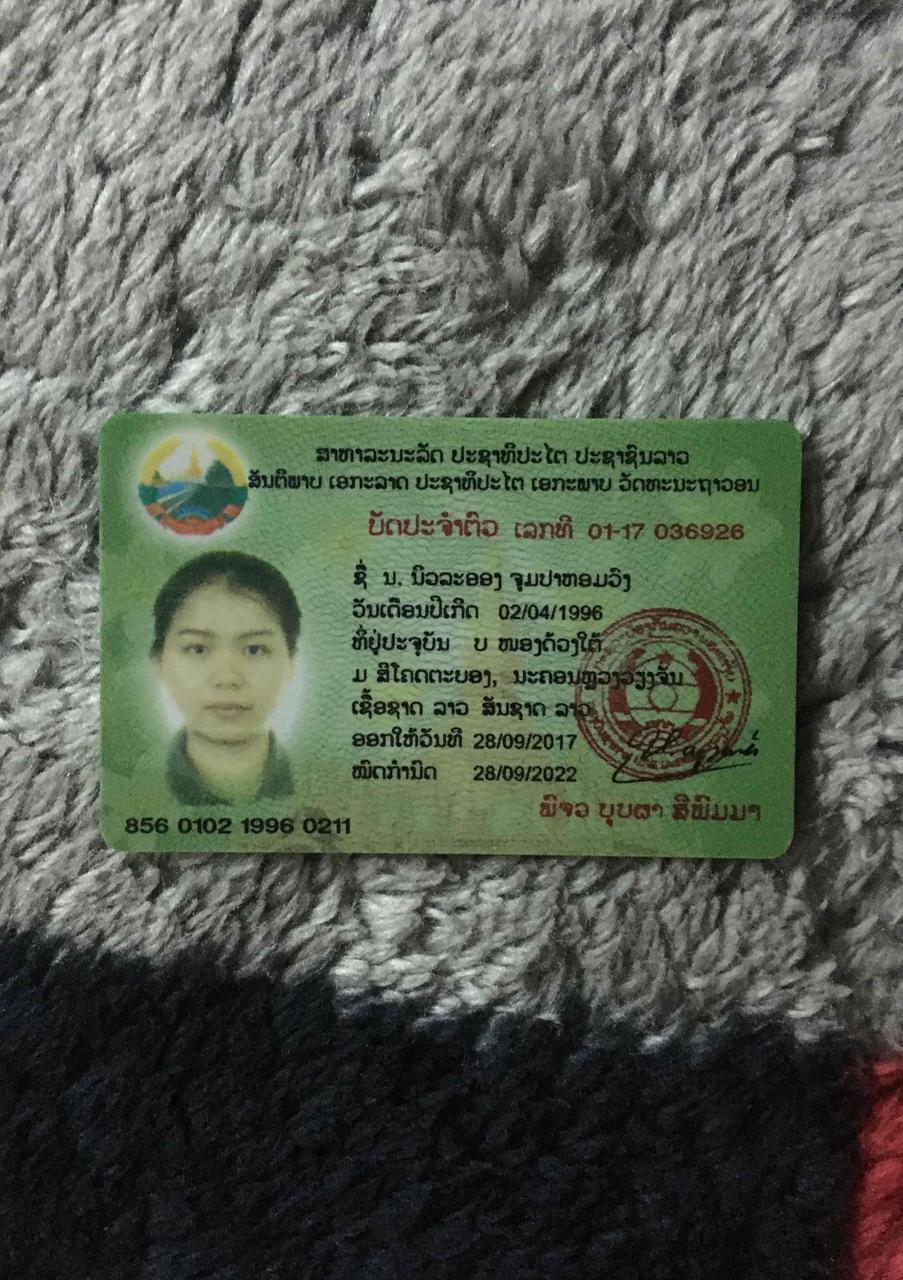 ສາທາລະນະລັດ ປະຊາທິປະໄຕ ປະຊາຊົນລາວ
ສັນຕິພາບ ເອກະລາດ ປະຊາທິປະໄຕ ເອກະພາບ ວັດທະນະຖາວອນ
ບັດປະຈຳຕົວ ເລກທີ 01-17 036926
ຊື່ ນ. ນິວລະອອງ ຈູມປາຫອມວົງ
ວັນເດືອນປີເກີດ 02/04/1996
ທີ່ຢູ່ປະຈຸບັນ ບ ໜອງດ້ວງໃຕ້
ມ ສີໂຄດຕະບອງ, ນະຄອນຫຼວງວຽງຈັນ
ເຊື້ອຊາດ ລາວ ສັນຊາດ ລາວ
ອອກໃຫ້ວັນທີ 28/09/2017
ໝົດກຳນົດ 28/09/2022
ພົຈວ ບຸບຜາ ສີພົມມາ
856 0102 1996 0211